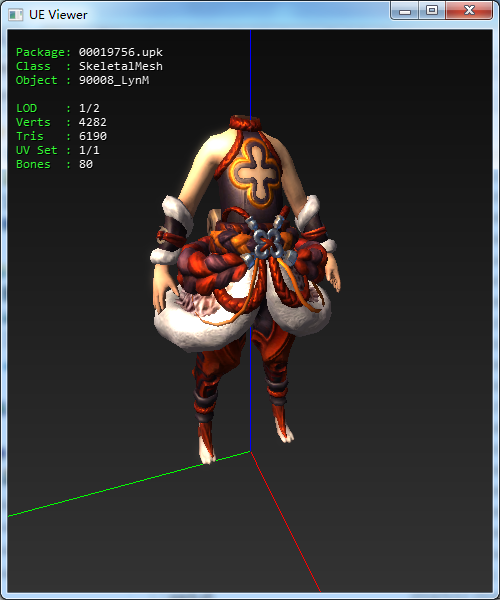 UE Viewer
Package: 00019756.upk
Class : SkeletalMesh
Object : 90008_LynM
LOD : 1/2
Verts : 4282
Tris : 6190
UV Set : 1/1
Bones : 80